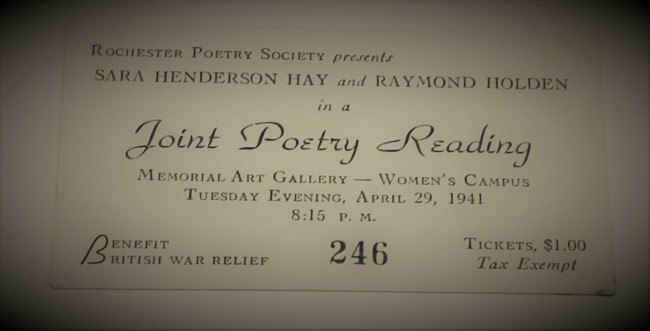 ROCHESTER POETRY SOCIETY presents
SARA HENDERSON HAY and RAYMOND HOLDEN
in a
Joint Poetry Reading
MEMORIAL ART GALLERY — WOMEN'S CAMPUS
TUESDAY EVENING, APRIL 29, 1941
8:15 P. M.
BENEFIT
BRITISH WAR RELIEF
246
TICKETS, $1.00
Tax Exempt